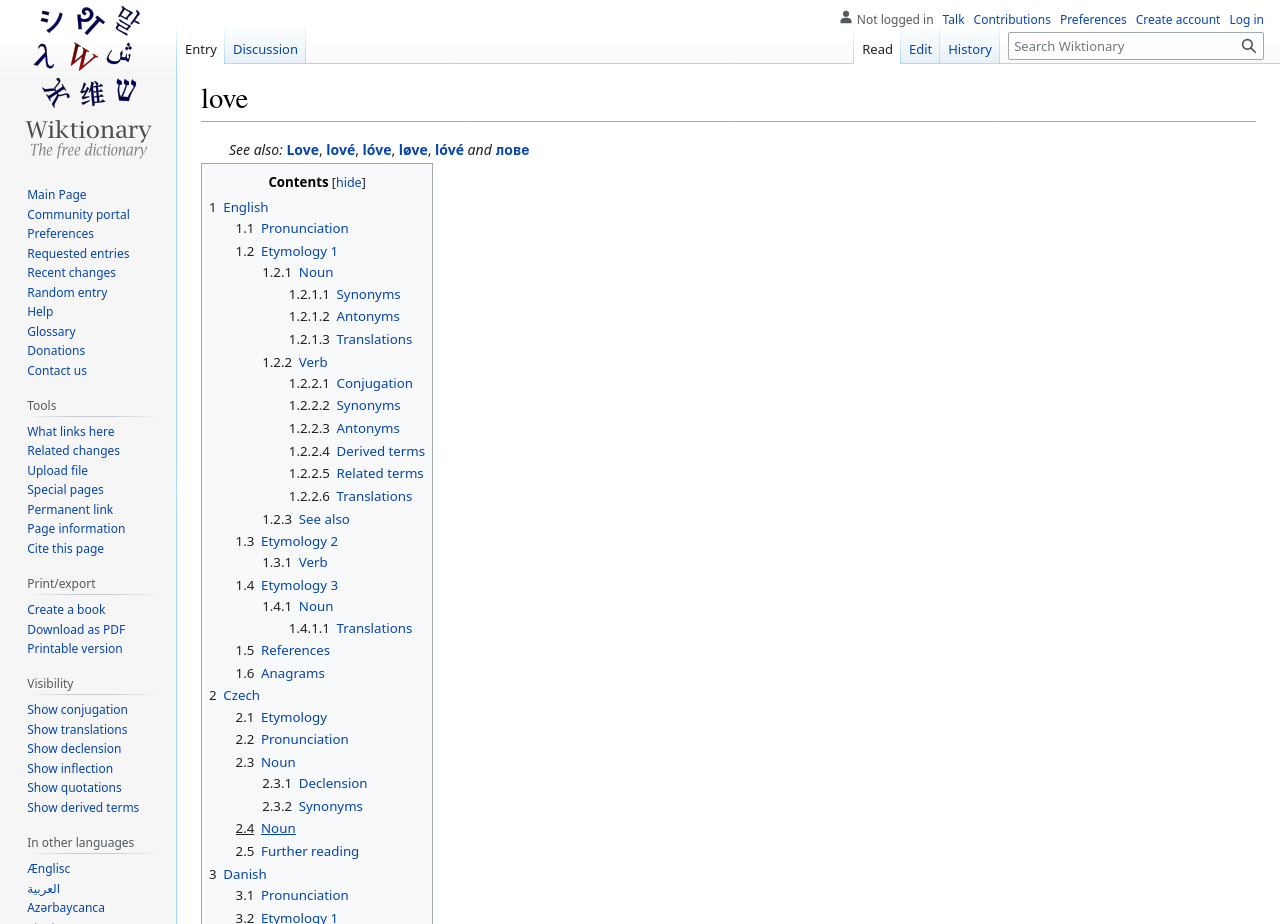 Not logged in Talk Contributions Preferences Create account Log in
Entry Discussion Read Edit History Search Wiktionary
Wiktionary
The free dictionary
Main Page
Community portal
Preferences
Requested entries
Recent changes
Random entry
Help
Glossary
Donations
Contact us
Tools
What links here
Related changes
Upload file
Special pages
Permanent link
Page information
Cite this page
Print/export
Create a book
Download as PDF
Printable version
Visibility
Show conjugation
Show translations
Show declension
Show inflection
Show quotations
Show derived terms
In other languages
Ænglisc
العربية
Azərbaycanca
love
See also: Love, lové, lóve, løve, lóvé and лове
Contents [hide]
1 English
1.1 Pronunciation
1.2 Etymology 1
1.2.1 Noun
1.2.1.1 Synonyms
1.2.1.2 Antonyms
1.2.1.3 Translations
1.2.2 Verb
1.2.2.1 Conjugation
1.2.2.2 Synonyms
1.2.2.3 Antonyms
1.2.2.4 Derived terms
1.2.2.5 Related terms
1.2.2.6 Translations
1.2.3 See also
1.3 Etymology 2
1.3.1 Verb
1.4 Etymology 3
1.4.1 Noun
1.4.1.1 Translations
1.5 References
1.6 Anagrams
2 Czech
2.1 Etymology
2.2 Pronunciation
2.3 Noun
2.3.1 Declension
2.3.2 Synonyms
2.4 Noun
2.5 Further reading
3 Danish
3.1 Pronunciation
3.2 Etymology 1